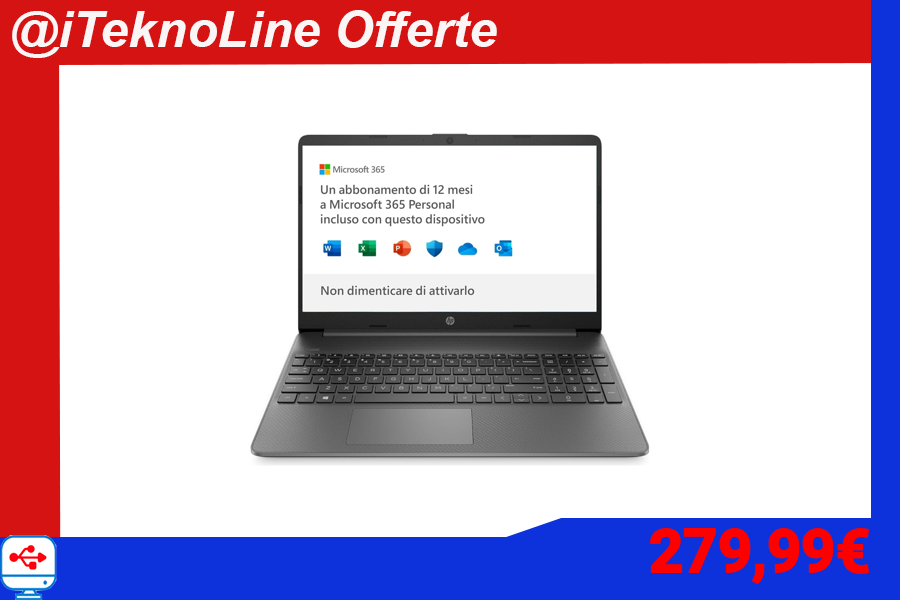 @iTeknoLine Offerte
Microsoft 365
Un abbonamento di 12 mesi
a Microsoft 365 Personal
incluso con questo dispositivo
Non dimenticare di attivarlo
hp
279,99€